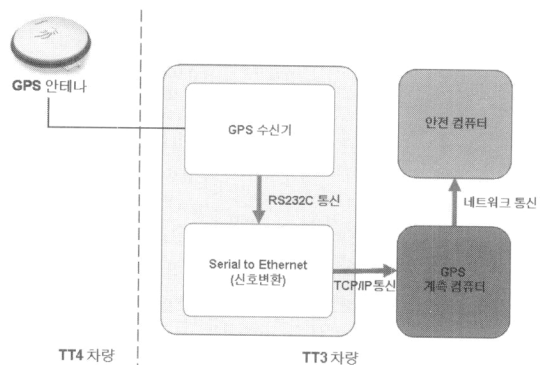 GPS 안테나
GPS 수신기
RS232C 통신
Serial to Ethernet
(신호변환)
TCP/IP통신
안전 컴퓨터
네트워크 통신
GPS
계측 컴퓨터
TT4 차량
TT3 차량